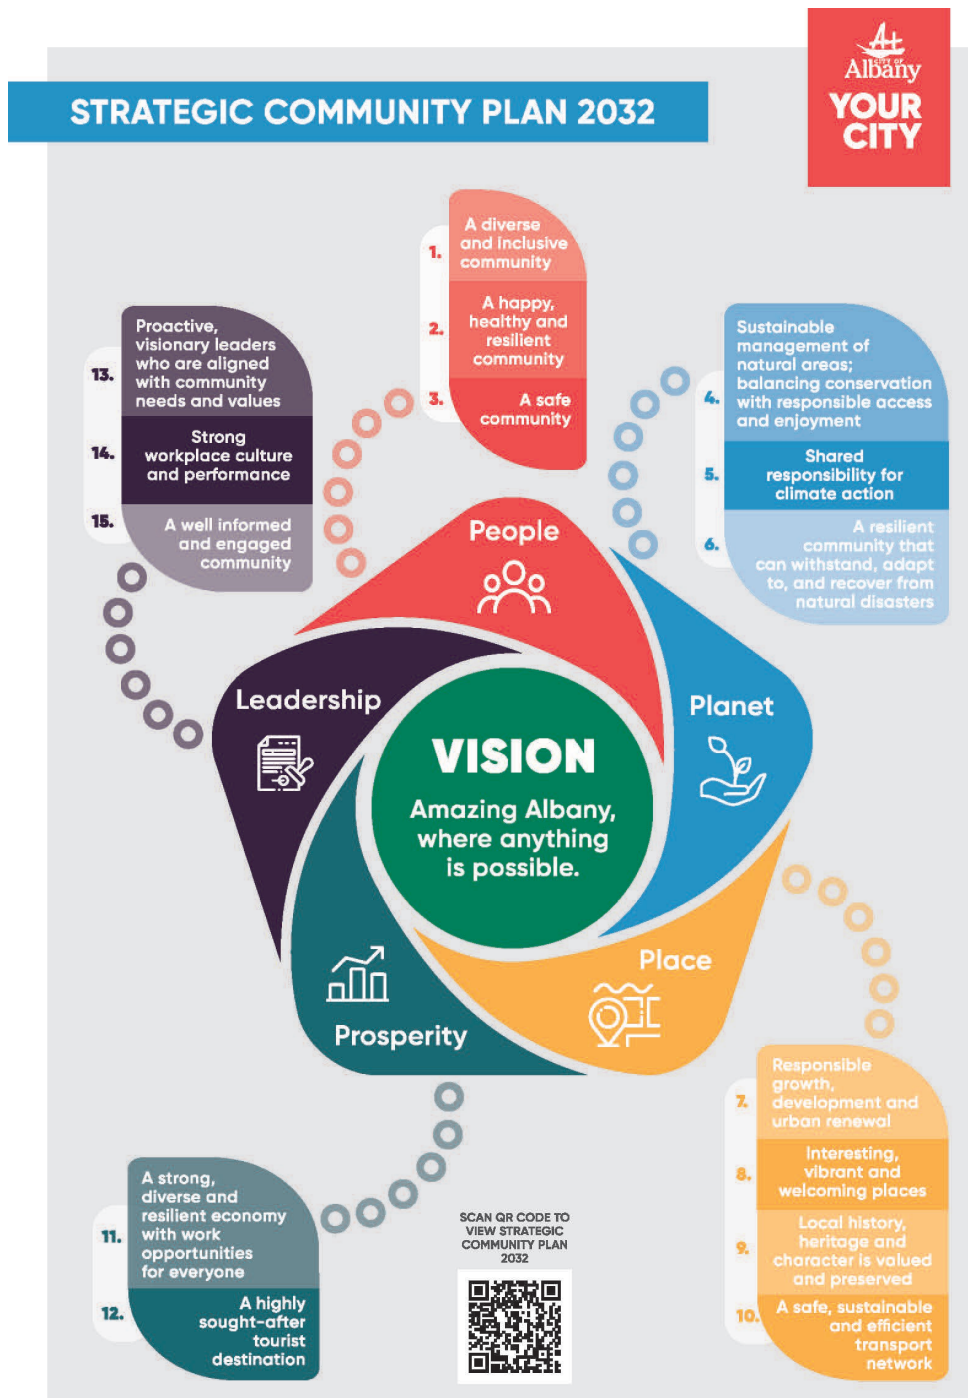 CITY OF
Albany
YOUR
CITY
STRATEGIC COMMUNITY PLAN 2032
1.
A diverse
and inclusive
community
2.
A happy,
healthy and
resilient
community
3.
A safe
community
4.
Sustainable
management of
natural areas;
balancing conservation
with responsible access
and enjoyment
5.
Shared
responsibility for
climate action
6.
A resilient
community that
can withstand, adapt
to, and recover from
natural disasters
13.
Proactive,
visionary leaders
who are aligned
with community
needs and values
14.
Strong
workplace culture
and performance
15.
A well informed
and engaged
community
People
Leadership
Planet
VISION
Amazing Albany,
where anything
is possible.
Place
Prosperity
7.
Responsible
growth,
development and
urban renewal
8.
Interesting,
vibrant and
welcoming places
9.
Local history,
heritage and
character is valued
and preserved
10.
A safe, sustainable
and efficient
transport
network
11.
A strong,
diverse and
resilient economy
with work
opportunities
for everyone
12.
A highly
sought-after
tourist
destination
SCAN QR CODE TO
VIEW STRATEGIC
COMMUNITY PLAN
2032